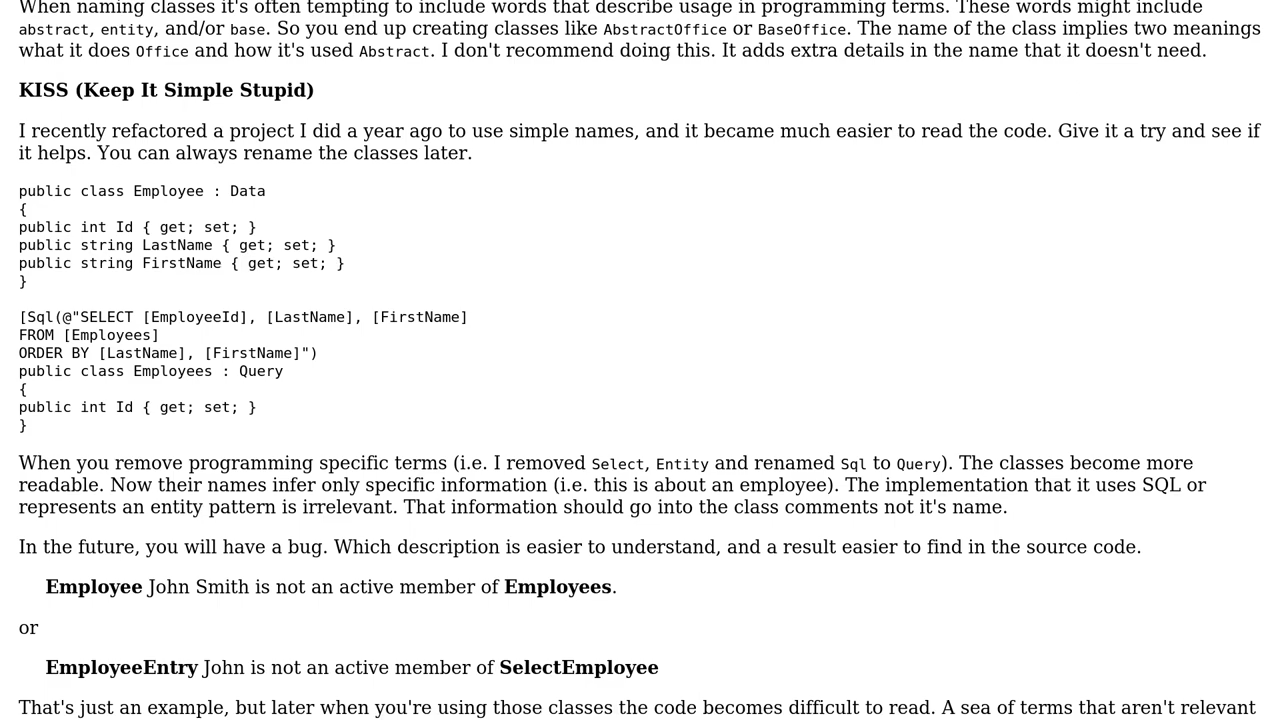 When naming classes it's often tempting to include words that describe usage in programming terms. These words might include
abstract, entity, and/or base. So you end up creating classes like AbstractOffice or BaseOffice. The name of the class implies two meanings
what it does Office and how it's used Abstract. I don't recommend doing this. It adds extra details in the name that it doesn't need.
KISS (Keep It Simple Stupid)
I recently refactored a project I did a year ago to use simple names, and it became much easier to read the code. Give it a try and see if
it helps. You can always rename the classes later.
public class Employee : Data
{
public int Id { get; set; }
public string LastName { get; set; }
public string FirstName { get; set; }
}
[Sql(@"SELECT [EmployeeId], [LastName], [FirstName]
FROM [Employees]
ORDER BY [LastName], [FirstName]")
public class Employees : Query
{
public int Id { get; set; }
}
When you remove programming specific terms (i.e. I removed Select, Entity and renamed Sql to Query). The classes become more
readable. Now their names infer only specific information (i.e. this is about an employee). The implementation that it uses SQL or
represents an entity pattern is irrelevant. That information should go into the class comments not it's name.
In the future, you will have a bug. Which description is easier to understand, and a result easier to find in the source code.
Employee John Smith is not an active member of Employees.
or
EmployeeEntry John is not an active member of SelectEmployee
That's just an example, but later when you're using those classes the code becomes difficult to read. A sea of terms that aren't relevant